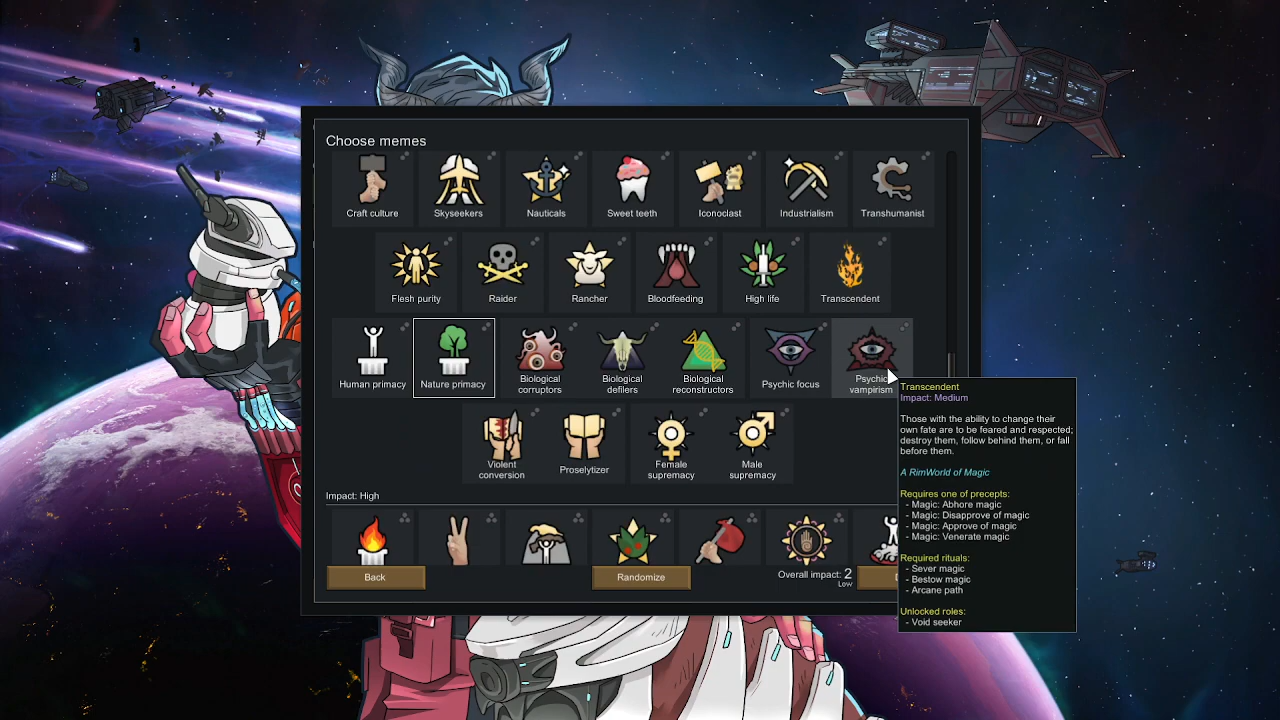 Choose memes
Craft culture
Skyseekers
Nauticals
Sweet teeth
Iconoclast
Industrialism
Transhumanist
Flesh purity
Raider
Rancher
Bloodfeeding
High life
Transcendent
Human primacy
Nature primacy
Biological
corruptors
Biological
defilers
Biological
reconstructors
Psychic focus
Psychic
vampirism
Transcendent
Impact: Medium
Those with the ability to change their
own fate are to be feared and respected;
destroy them, follow behind them, or fall
before them.
A RimWorld of Magic
Requires one of precepts:
- Magic: Abhore magic
- Magic: Disapprove of magic
- Magic: Approve of magic
- Magic: Venerate magic
Required rituals:
- Sever magic
- Bestow magic
- Arcane path
Unlocked roles:
- Void seeker
Violent
conversion
Proselytizer
Female
supremacy
Male
supremacy
Impact: High
Back
Randomize
Overall impact: 2
Low